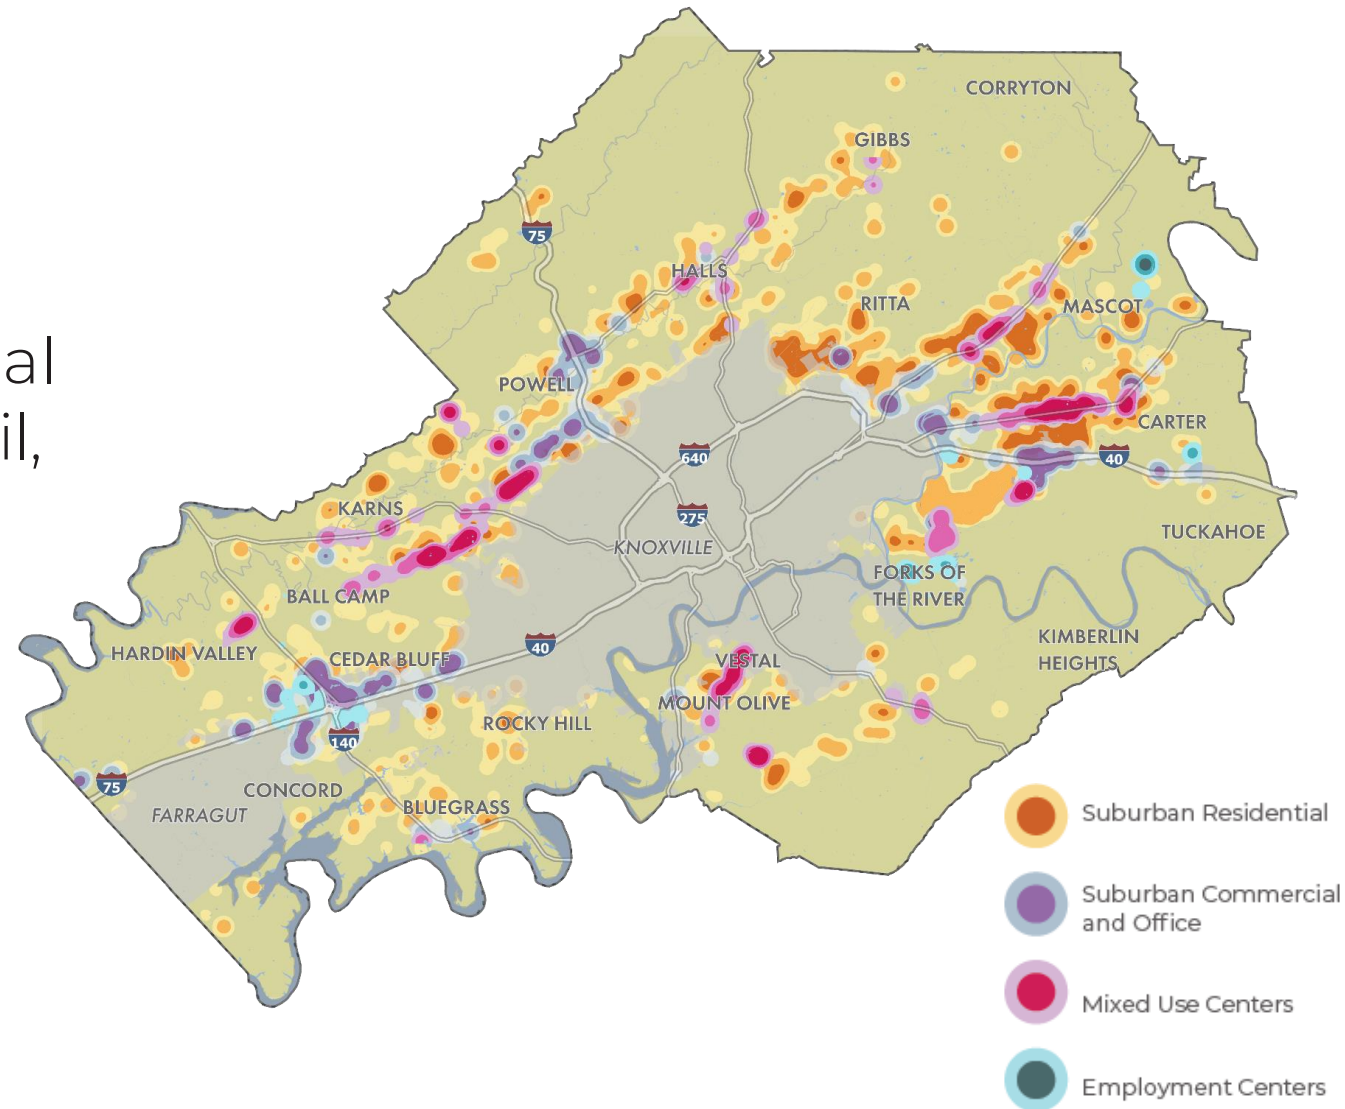 al
il,
CORRYTON
GIBBS
75
HALLS
RITTA
MASCOT
POWELL
CARTER
640
40
KARNS
275
KNOXVILLE
TUCKAHOE
BALL CAMP
FORKS OF
THE RIVER
HARDIN VALLEY
CEDAR BLUFF
40
VESTAL
KIMBERLIN
HEIGHTS
MOUNT OLIVE
ROCKY HILL
140
75
CONCORD
FARRAGUT
BLUEGRASS
Suburban Residential
Suburban Commercial
and Office
Mixed Use Centers
Employment Centers